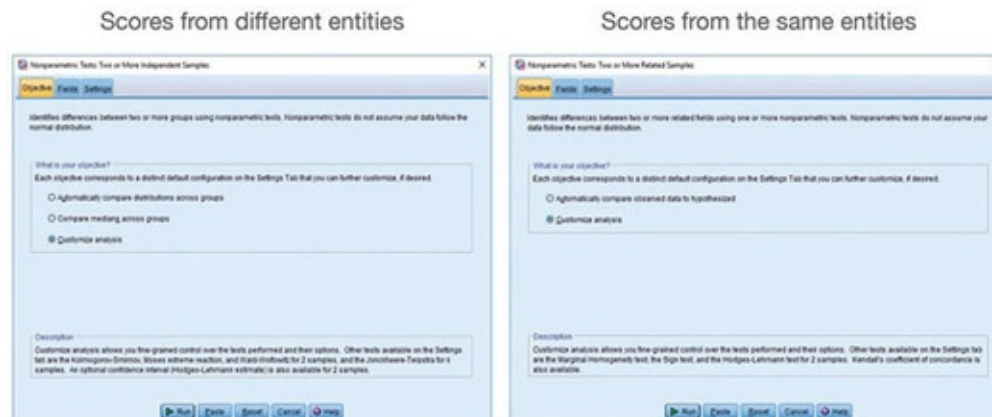 Scores from different entities
Nonparametric Tests: Two or More Independent Samples
Objective Fields Settings
Identifies differences between two or more groups using nonparametric tests. Nonparametric tests do not assume your data follow the
normal distribution.
What is your objective?
Each objective corresponds to a distinct default configuration on the Settings Tab that you can further customize, if desired.
Automatically compare distributions across groups
Compare medians across groups
Customize analysis
Description
Customize analysis allows you fine-grained control over the tests performed and their options. Other tests available on the Settings
tab are the Kolmogorov-Smirnov, Moses extreme reaction, and Wald-Wolfowitz for 2 samples, and the Jonckheere-Terpstra for k
samples. An optional confidence interval (Hodges-Lehmann estimate) is also available for 2 samples.
Run Paste Reset Cancel Help
Scores from the same entities
Nonparametric Tests: Two or More Related Samples
Objective Fields Settings
Identifies differences between two or more related fields using one or more nonparametric tests. Nonparametric tests do not assume your
data follow the normal distribution.
What is your objective?
Each objective corresponds to a distinct default configuration on the Settings Tab that you can further customize, if desired.
Automatically compare observed data to hypothesized
Customize analysis
Description
Customize analysis allows you fine-grained control over the tests performed and their options. Other tests available on the Settings tab
are the Marginal Homogeneity test, the Sign test, and the Hodges-Lehmann test for 2 samples. Kendall's coefficient of concordance is
also available.
Run Paste Reset Cancel Help